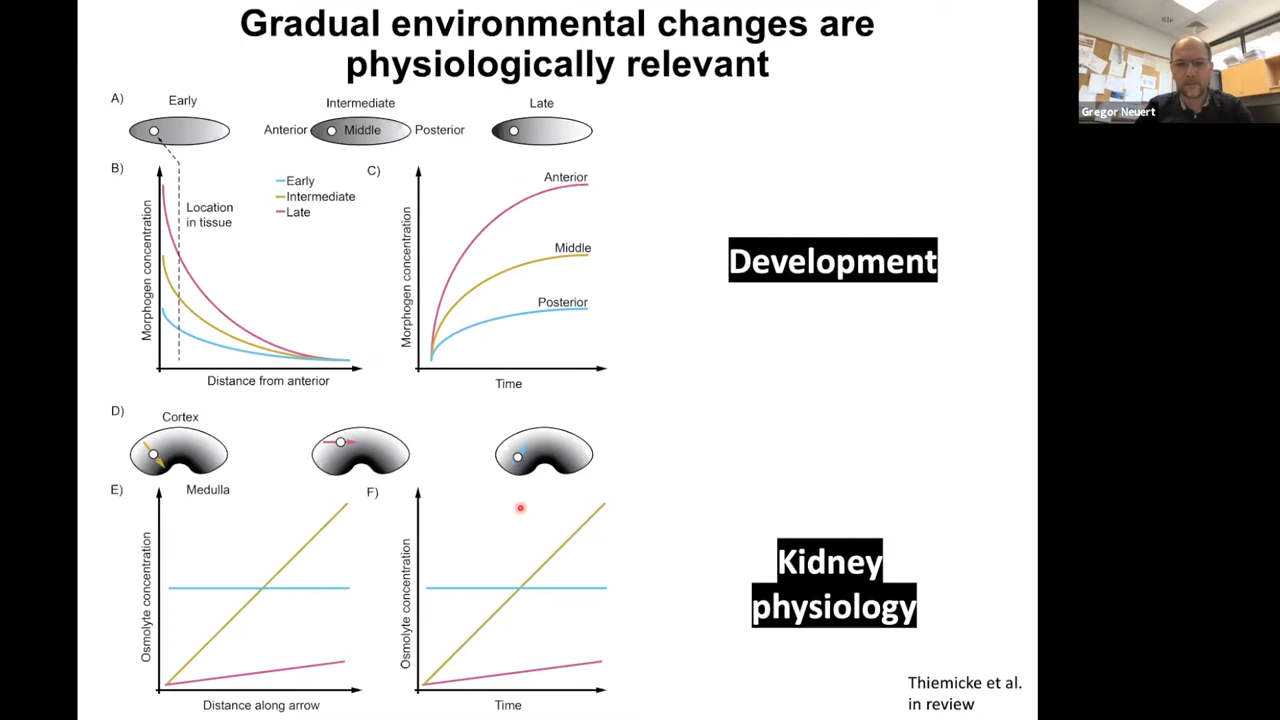 Gradual environmental changes are
physiologically relevant
Gregor Neuert
A)
Early
Intermediate
Late
Anterior
Middle
Posterior
B)
Morphogen concentration
Location
in tissue
Early
Intermediate
Late
Distance from anterior
C)
Morphogen concentration
Anterior
Middle
Posterior
Time
Development
D)
Cortex
Medulla
E)
Osmolyte concentration
Distance along arrow
F)
Osmolyte concentration
Time
Kidney
physiology
Thiemicke et al.
in review